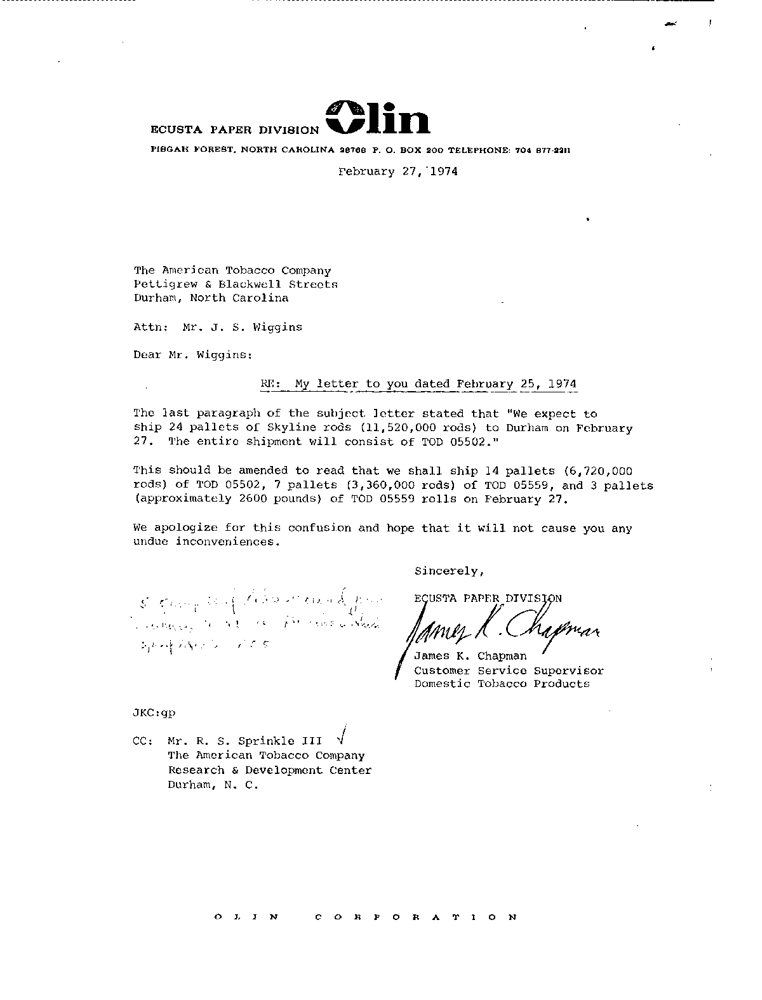 Olin
ECUSTA PAPER DIVISION
PISGAH FOREST, NORTH CAROLINA 28768 P. O. BOX 200 TELEPHONE: 704 877-2211
February 27, 1974
The American Tobacco Company
Pettigrew & Blackwell Streets
Durham, North Carolina
Attn: Mr. J. S. Wiggins
Dear Mr. Wiggins:
RE: My letter to you dated February 25, 1974
The last paragraph of the subject letter stated that "We expect to
ship 24 pallets of Skyline rods (11,520,000 rods) to Durham on February
27. The entire shipment will consist of TOD 05502."
This should be amended to read that we shall ship 14 pallets (6,720,000
rods) of TOD 05502, 7 pallets (3,360,000 rods) of TOD 05559, and 3 pallets
(approximately 2600 pounds) of TOD 05559 rolls on February 27.
We apologize for this confusion and hope that it will not cause you any
undue inconveniences.
Sincerely,
ECUSTA PAPER DIVISION
James K. Chapman
James K. Chapman
Customer Service Supervisor
Domestic Tobacco Products
JKC:gp
CC: Mr. R. S. Sprinkle III
The American Tobacco Company
Research & Development Center
Durham, N. C.
OLIN CORPORATION